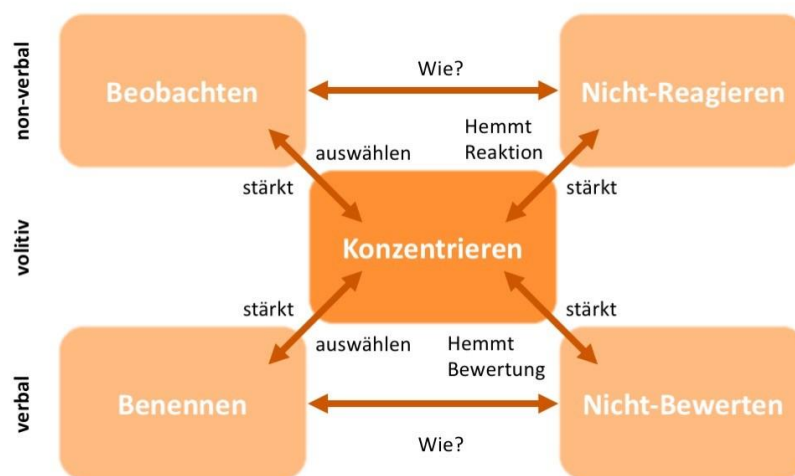 non-verbal
Beobachten
Wie?
Nicht-Reagieren
auswählen
Hemmt
Reaktion
stärkt
stärkt
volitiv
Konzentrieren
stärkt
stärkt
auswählen
Hemmt
Bewertung
verbal
Benennen
Nicht-Bewerten
Wie?